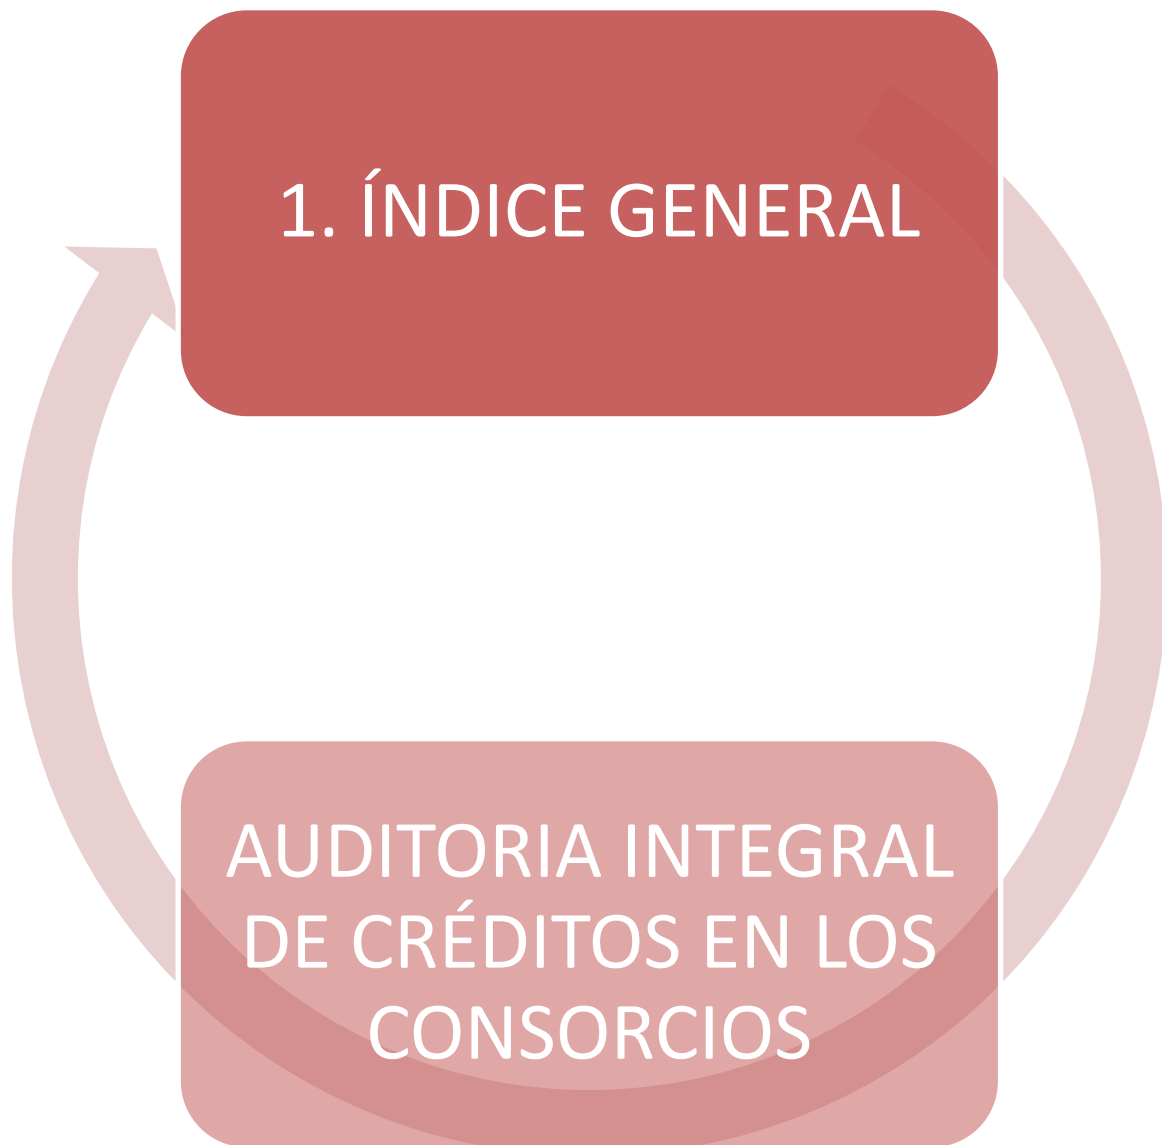 1. ÍNDICE GENERAL
AUDITORIA INTEGRAL
DE CRÉDITOS EN LOS
CONSORCIOS